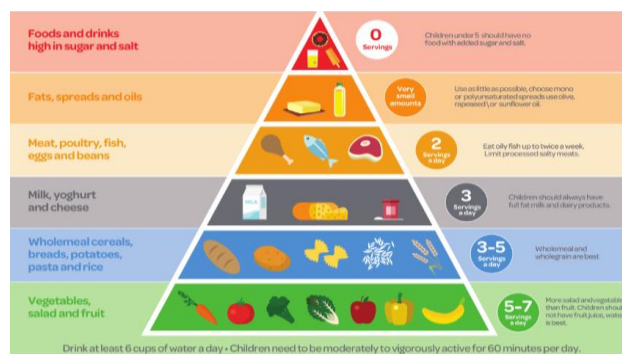 Foods and drinks
high in sugar and salt
0
Servings
Children under 5 should have no
food with added sugar and salt.
Fats, spreads and oils
Very
small
amounts
Use as little as possible, choose mono
or polyunsaturated spreads use olive,
rapeseed\or sunflower oil.
Meat, poultry, fish,
eggs and beans
2
Servings
a day
Eat oily fish up to twice a week.
Limit processed salty meats.
Milk, yoghurt
and cheese
MILK
3
Servings
a day
Children should always have
full fat milk and dairy products.
Wholemeal cereals,
breads, potatoes,
pasta and rice
3-5
Servings
a day
Wholemeal and
wholegrain are best.
Vegetables,
salad and fruit
5-7
Servings
a day
More salad and vegetable
than fruit. Children shou
not have fruit juice, wate
is best.
Drink at least 6 cups of water a day • Children need to be moderately to vigorously active for 60 minutes per day.